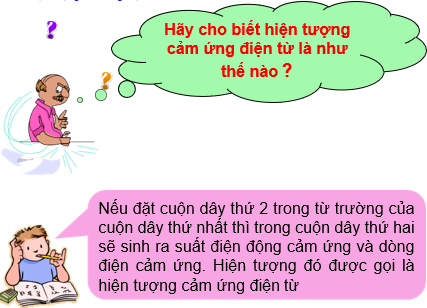 Hãy cho biết hiện tượng
cảm ứng điện từ là như
thế nào ?
Nếu đặt cuộn dây thứ 2 trong từ trường của
cuộn dây thứ nhất thì trong cuộn dây thứ hai
sẽ sinh ra suất điện động cảm ứng và dòng
điện cảm ứng. Hiện tượng đó được gọi là
hiện tượng cảm ứng điện từ